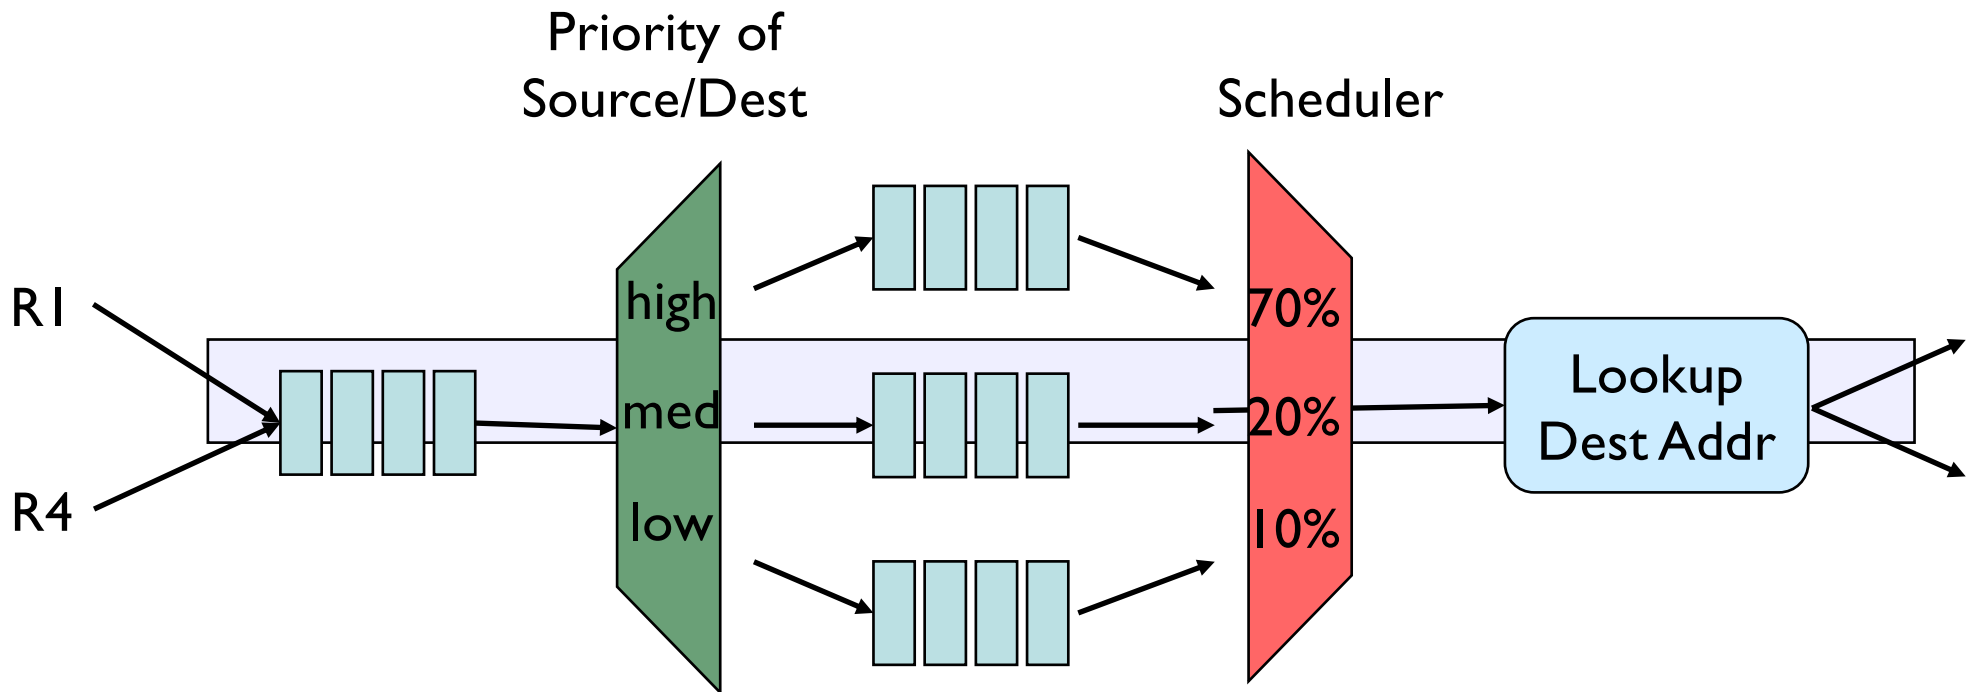 Priority of
Source/Dest
Scheduler
R1
R4
high
med
low
70%
20%
10%
Lookup
Dest Addr